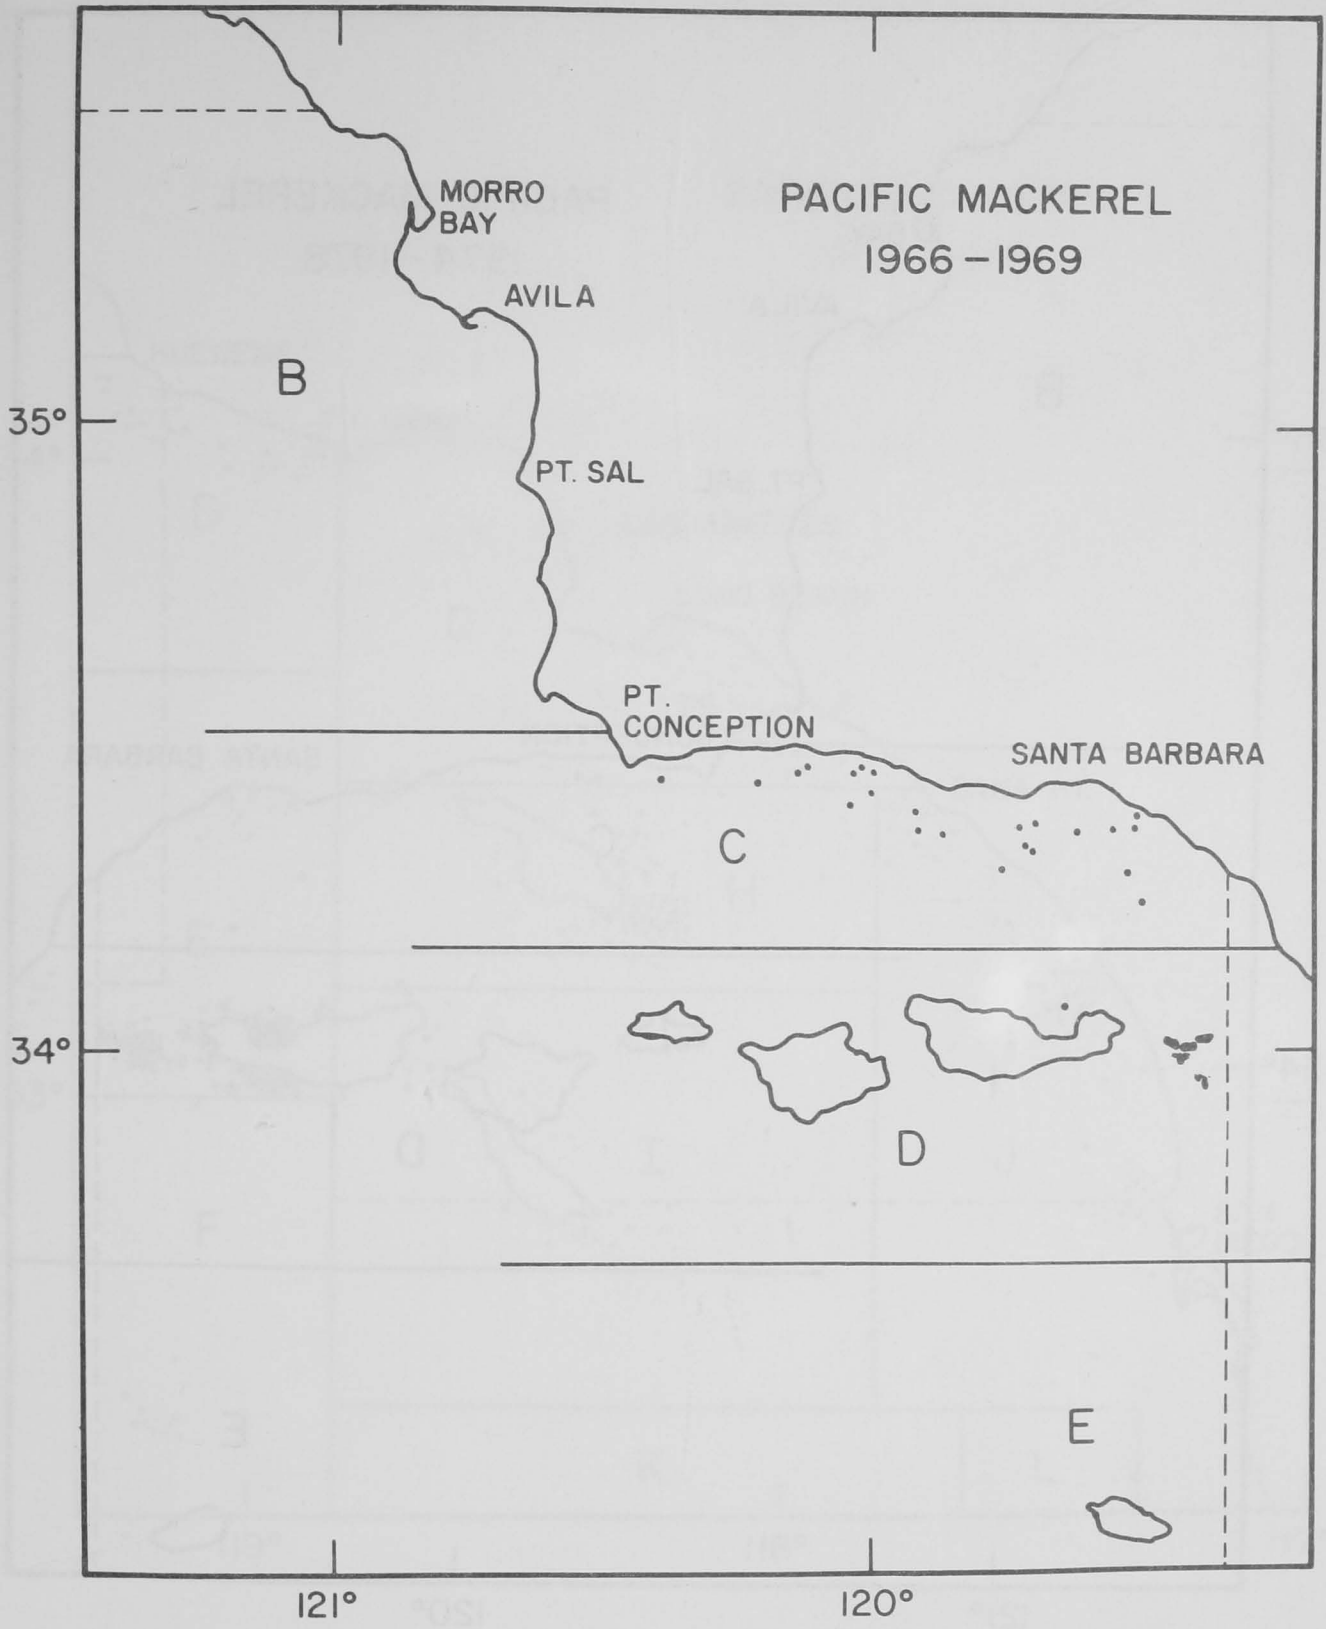 MORRO
BAY
PACIFIC MACKEREL
1966-1969
AVILA
B
35°
PT. SAL
PT.
CONCEPTION
SANTA BARBARA
C
34°
D
E
121°
120°